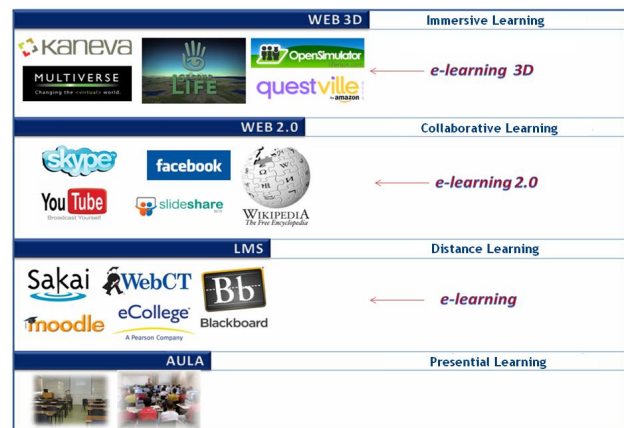 WEB 3D Immersive Learning
KANEVA
OpenSimulator
MULTIVERSE
Changing the virtual world.
LIFE
questville
by amazon
e-learning 3D
WEB 2.0 Collaborative Learning
skype
facebook
YouTube
Broadcast Yourself
slideshare
WIKIPEDIA
The Free Encyclopedia
e-learning 2.0
LMS Distance Learning
Sakai
WebCT
Bb
Blackboard
moodle
eCollege
A Pearson Company
e-learning
AULA Presential Learning